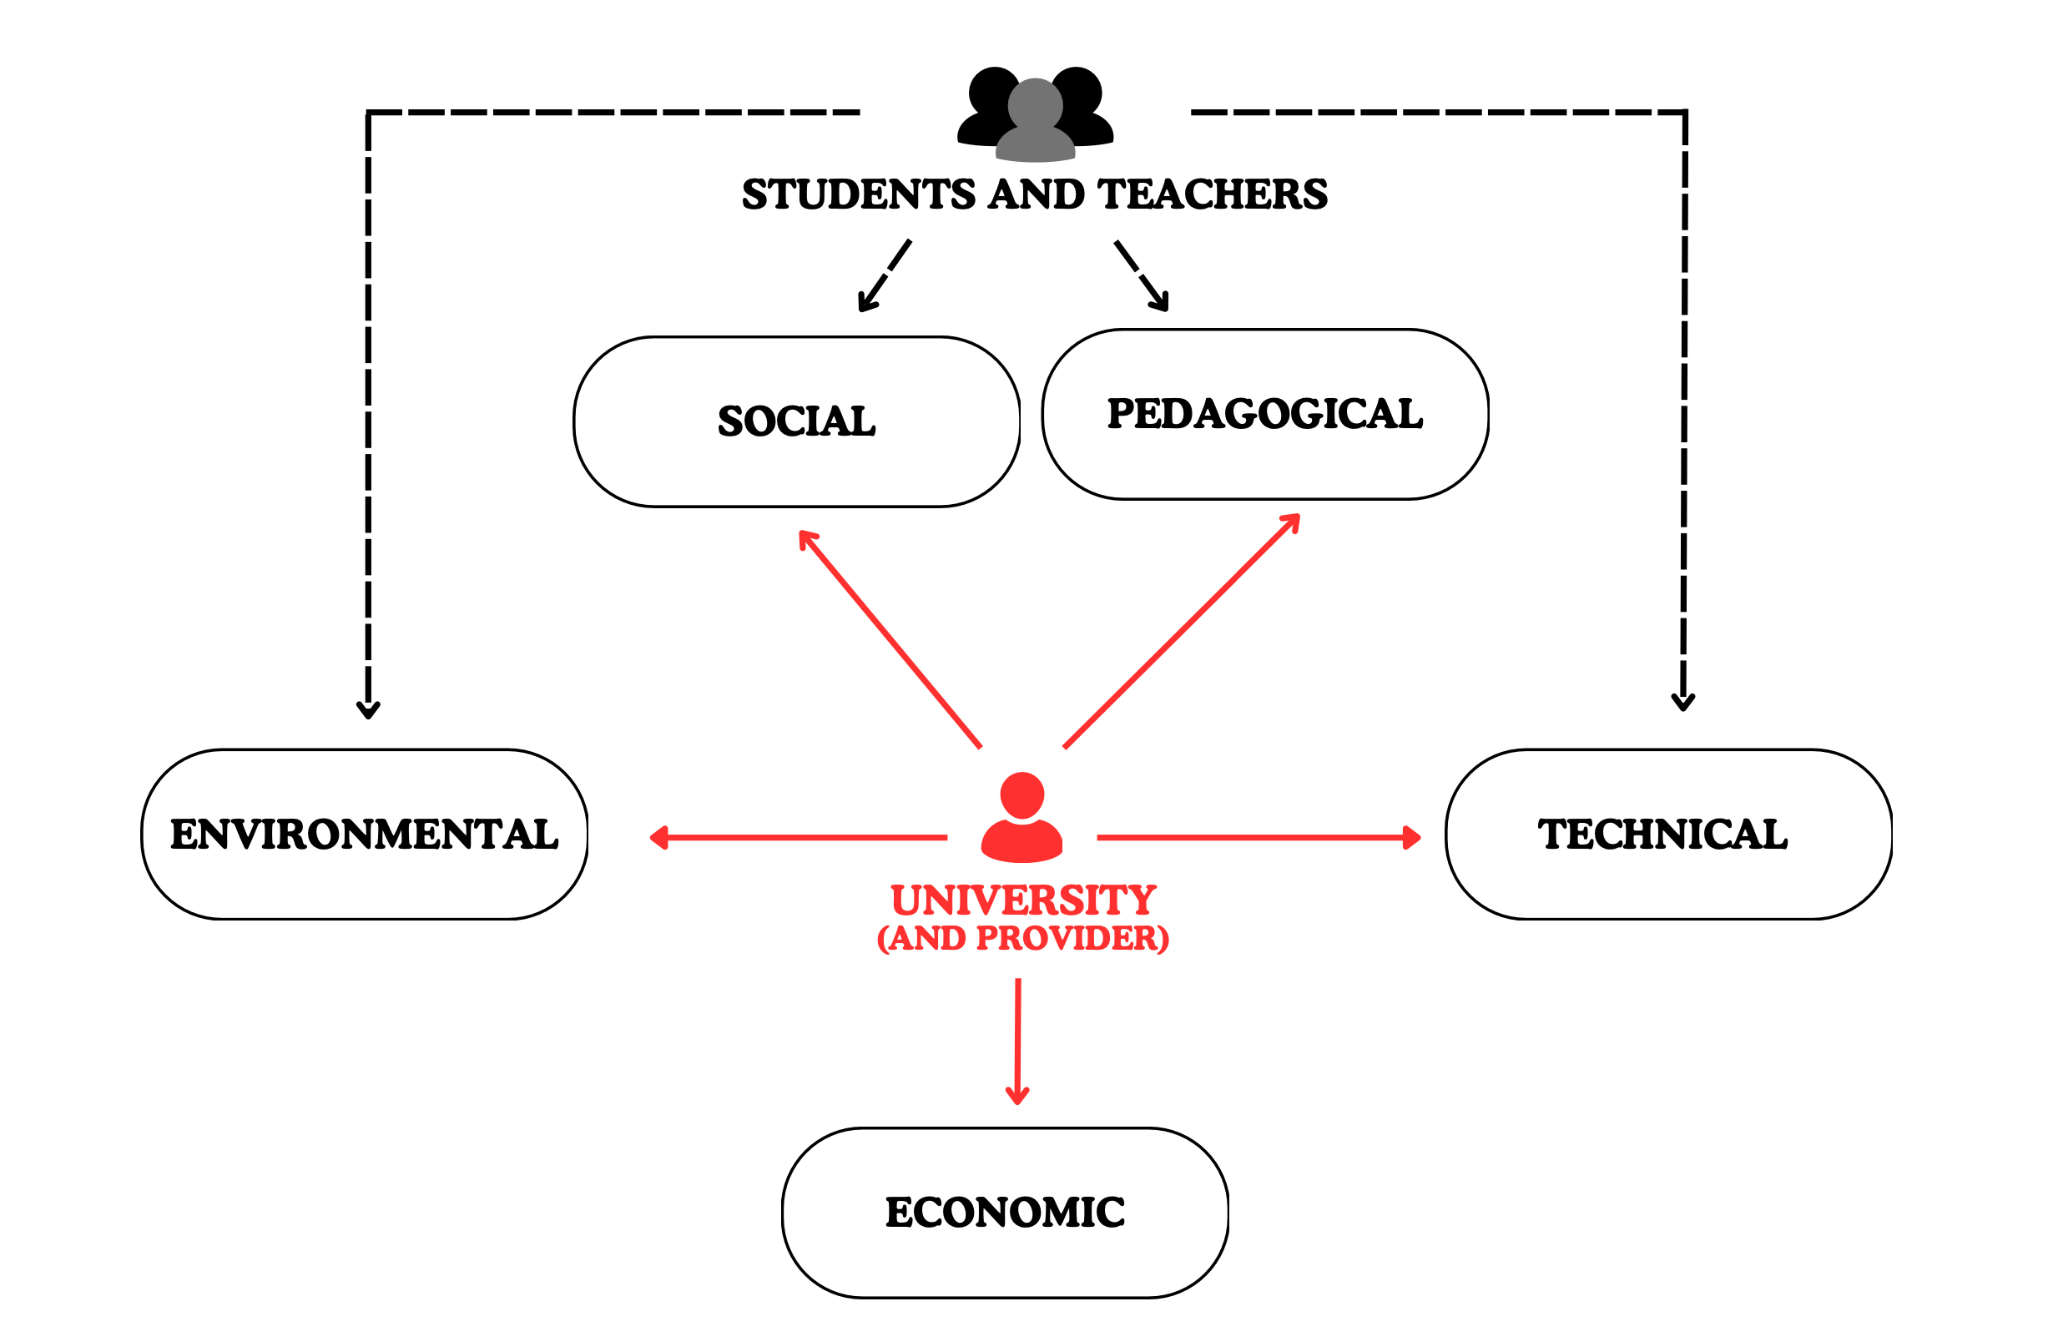 STUDENTS AND TEACHERS
SOCIAL
PEDAGOGICAL
ENVIRONMENTAL
TECHNICAL
UNIVERSITY
(AND PROVIDER)
ECONOMIC